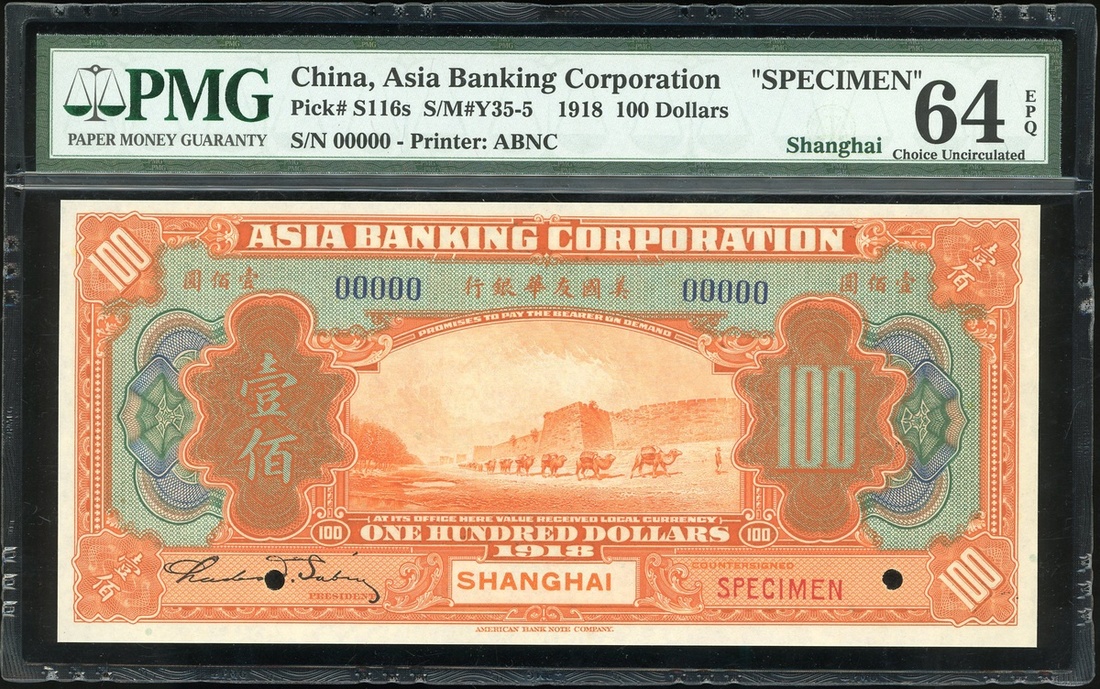 PMG
PAPER MONEY GUARANTY
China, Asia Banking Corporation
Pick# S116s S/M#Y35-5 1918 100 Dollars
S/N 00000 - Printer: ABNC
"SPECIMEN"
Shanghai
64
EPQ
Choice Uncirculated
100
ASIA BANKING CORPORATION
壹佰
壹佰圓
00000
美國友華銀行
00000
壹佰圓
PROMISES TO PAY THE BEARER ON DEMAND
壹佰
100
(AT ITS OFFICE HERE VALUE RECEIVED LOCAL CURRENCY)
100
ONE HUNDRED DOLLARS
100
1918
壹佰
Charles H. Sabin
PRESIDENT
SHANGHAI
COUNTERSIGNED
SPECIMEN
100
AMERICAN BANK NOTE COMPANY.